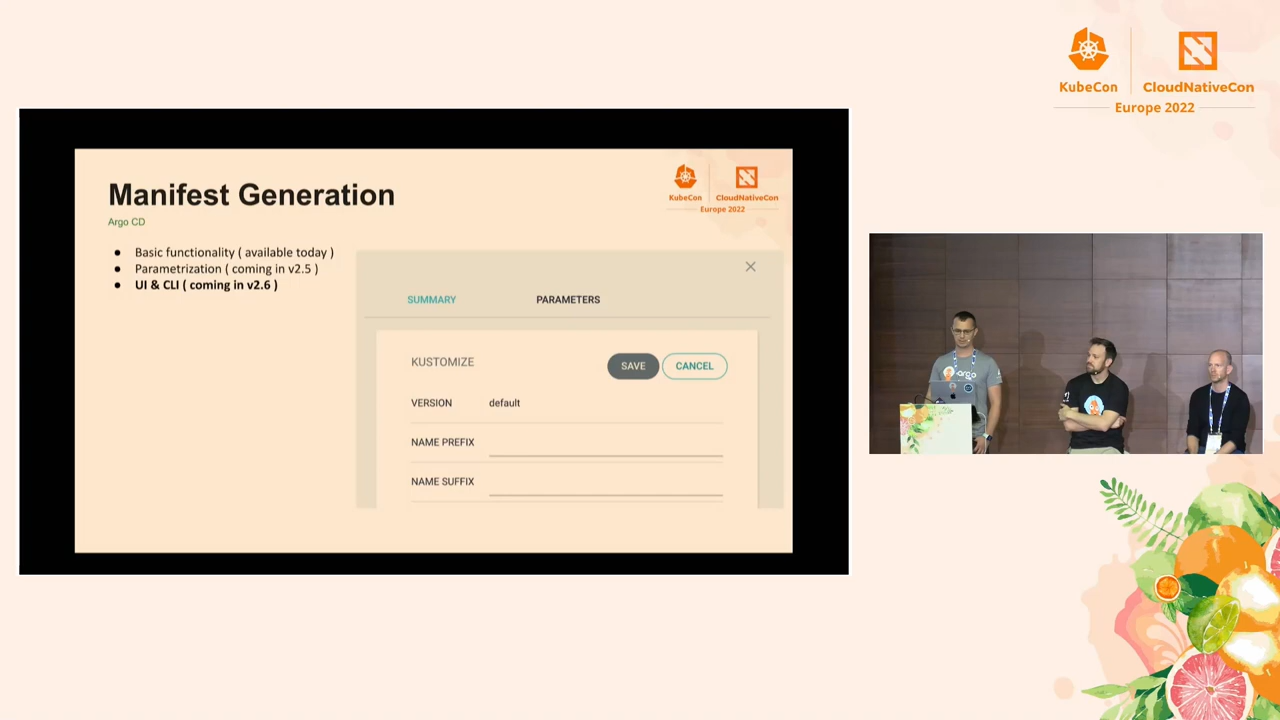 KubeCon
CloudNativeCon
Europe 2022
Manifest Generation
Argo CD
KubeCon
CloudNativeCon
Europe 2022
● Basic functionality ( available today )
● Parametrization ( coming in v2.5 )
● UI & CLI ( coming in v2.6 )
SUMMARY PARAMETERS
KUSTOMIZE SAVE CANCEL
VERSION default
NAME PREFIX
NAME SUFFIX
argo